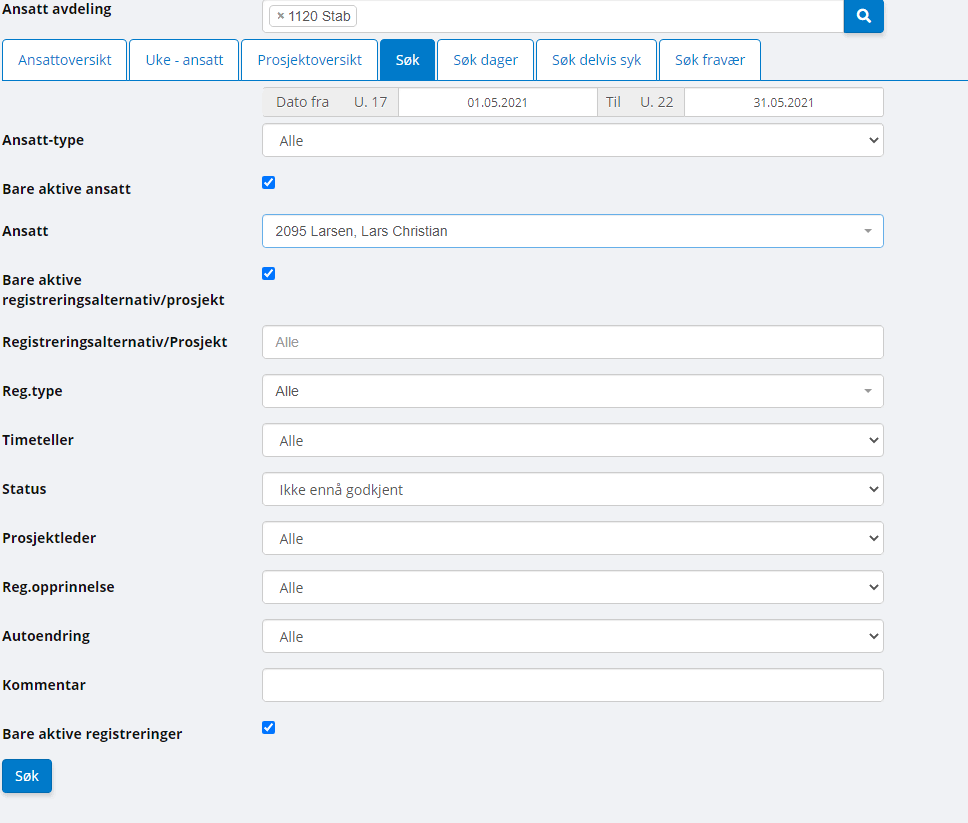 Ansatt avdeling
× 1120 Stab
Ansattoversikt Uke - ansatt Prosjektoversikt Søk Søk dager Søk delvis syk Søk fravær
Dato fra U. 17 01.05.2021 Til U. 22 31.05.2021
Ansatt-type Alle
Bare aktive ansatt
Ansatt 2095 Larsen, Lars Christian
Bare aktive
registreringsalternativ/prosjekt
Registreringsalternativ/Prosjekt Alle
Reg.type Alle
Timeteller Alle
Status Ikke ennå godkjent
Prosjektleder Alle
Reg.opprinnelse Alle
Autoendring Alle
Kommentar
Bare aktive registreringer
Søk